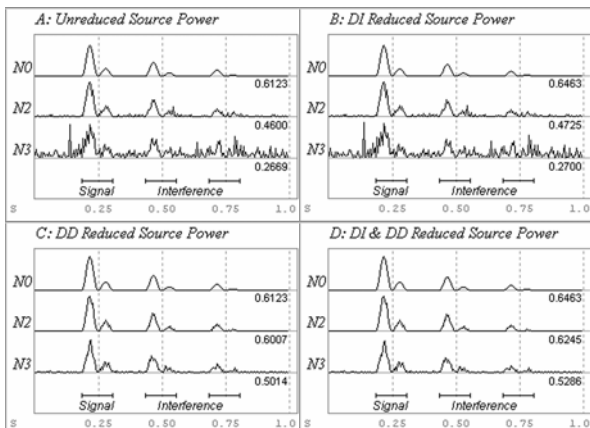 A: Unreduced Source Power
N0
0.6123
N2
0.4600
N3
0.2669
Signal
Interference
S 0.25 0.50 0.75 1.0
B: DI Reduced Source Power
N0
0.6463
N2
0.4725
N3
0.2700
Signal
Interference
S 0.25 0.50 0.75 1.0
C: DD Reduced Source Power
N0
0.6123
N2
0.6007
N3
0.5014
Signal
Interference
S 0.25 0.50 0.75 1.0
D: DI & DD Reduced Source Power
N0
0.6463
N2
0.6245
N3
0.5286
Signal
Interference
S 0.25 0.50 0.75 1.0